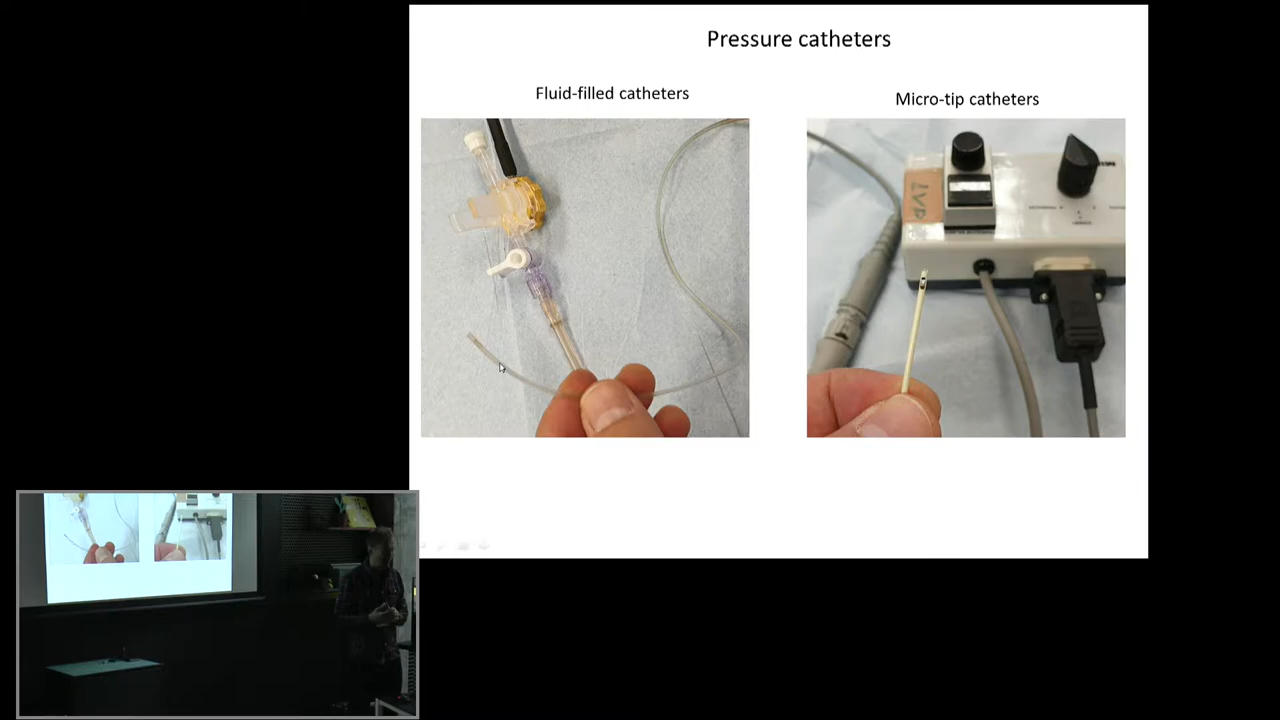 Pressure catheters
Fluid-filled catheters
Micro-tip catheters
LVP